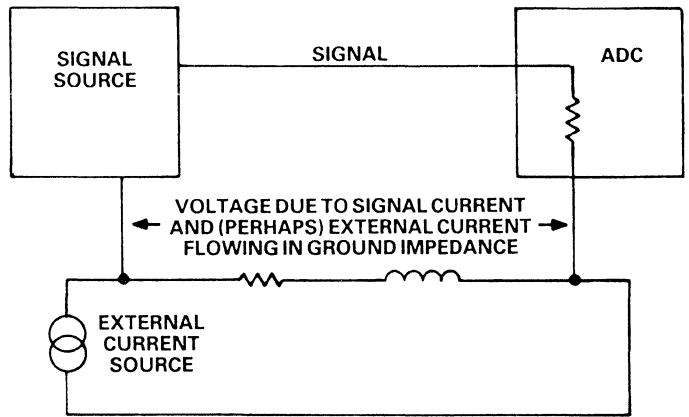 SIGNAL
SOURCE
SIGNAL
ADC
VOLTAGE DUE TO SIGNAL CURRENT
AND (PERHAPS) EXTERNAL CURRENT
FLOWING IN GROUND IMPEDANCE
EXTERNAL
CURRENT
SOURCE